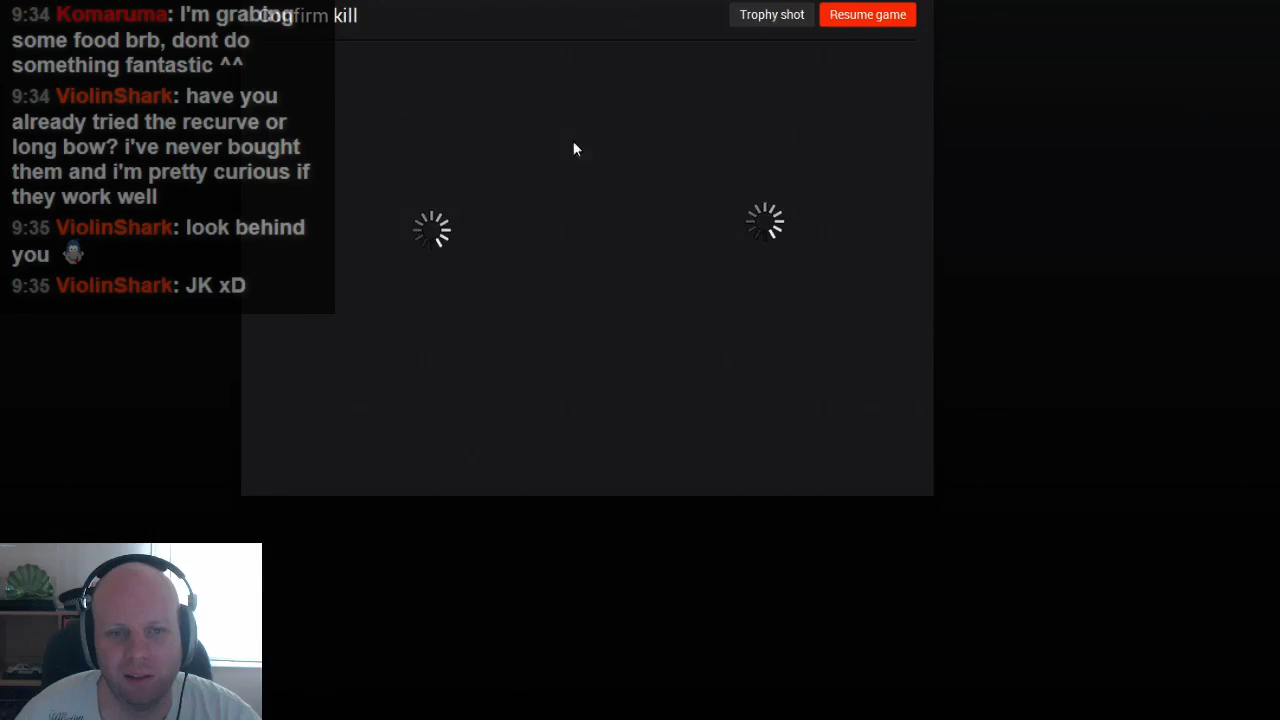 Confirm kill
Trophy shot
Resume game
9:34 Komaruma: I'm grabing
some food brb, dont do
something fantastic ^^
9:34 ViolinShark: have you
already tried the recurve or
long bow? i've never bought
them and i'm pretty curious if
they work well
9:35 ViolinShark: look behind
you
9:35 ViolinShark: JK xD